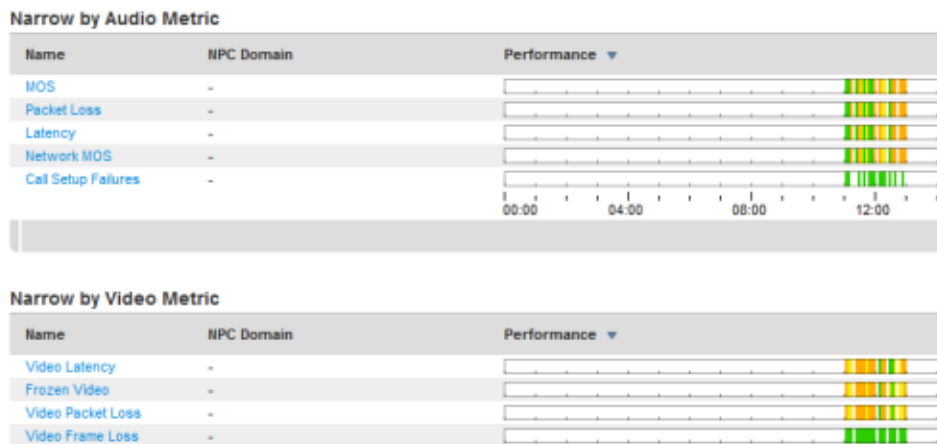 Narrow by Audio Metric
Name NPC Domain Performance
MOS -
Packet Loss -
Latency -
Network MOS -
Call Setup Failures -
00:00 04:00 08:00 12:00
Narrow by Video Metric
Name NPC Domain Performance
Video Latency -
Frozen Video -
Video Packet Loss -
Video Frame Loss -